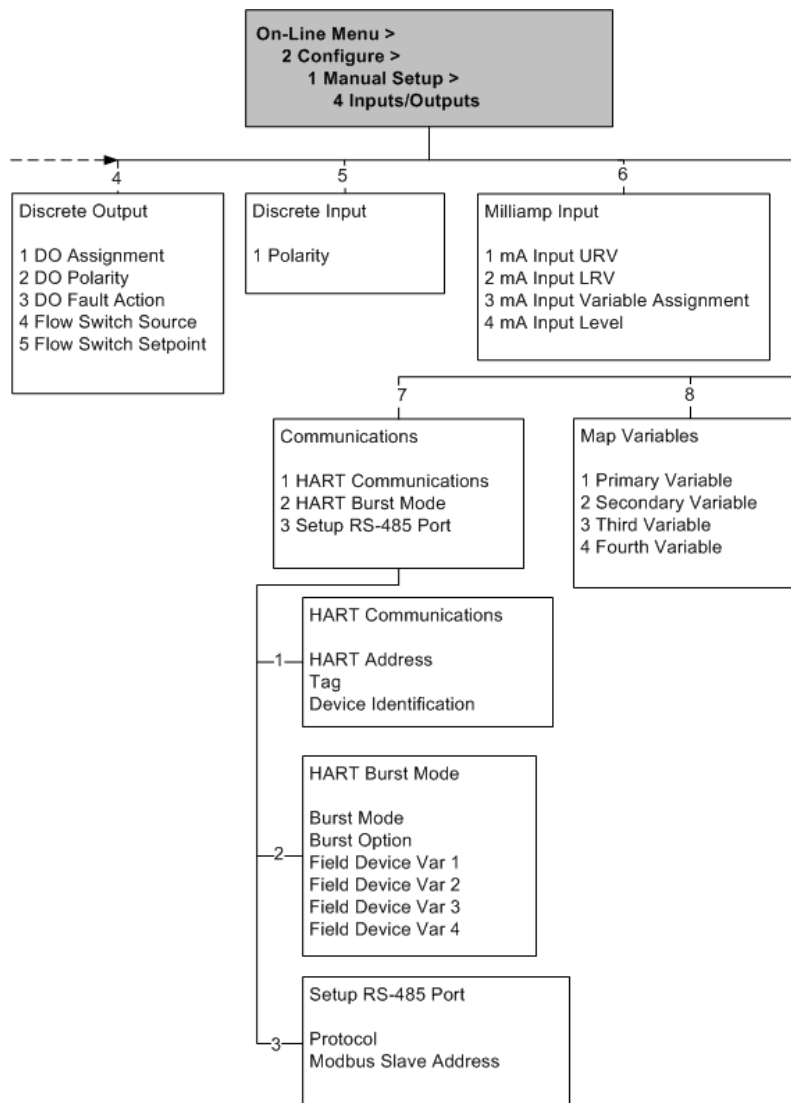 On-Line Menu >
2 Configure >
1 Manual Setup >
4 Inputs/Outputs
4
5
6
Discrete Output
1 DO Assignment
2 DO Polarity
3 DO Fault Action
4 Flow Switch Source
5 Flow Switch Setpoint
Discrete Input
1 Polarity
Milliamp Input
1 mA Input URV
2 mA Input LRV
3 mA Input Variable Assignment
4 mA Input Level
7
8
Communications
1 HART Communications
2 HART Burst Mode
3 Setup RS-485 Port
Map Variables
1 Primary Variable
2 Secondary Variable
3 Third Variable
4 Fourth Variable
1
HART Communications
HART Address
Tag
Device Identification
2
HART Burst Mode
Burst Mode
Burst Option
Field Device Var 1
Field Device Var 2
Field Device Var 3
Field Device Var 4
3
Setup RS-485 Port
Protocol
Modbus Slave Address